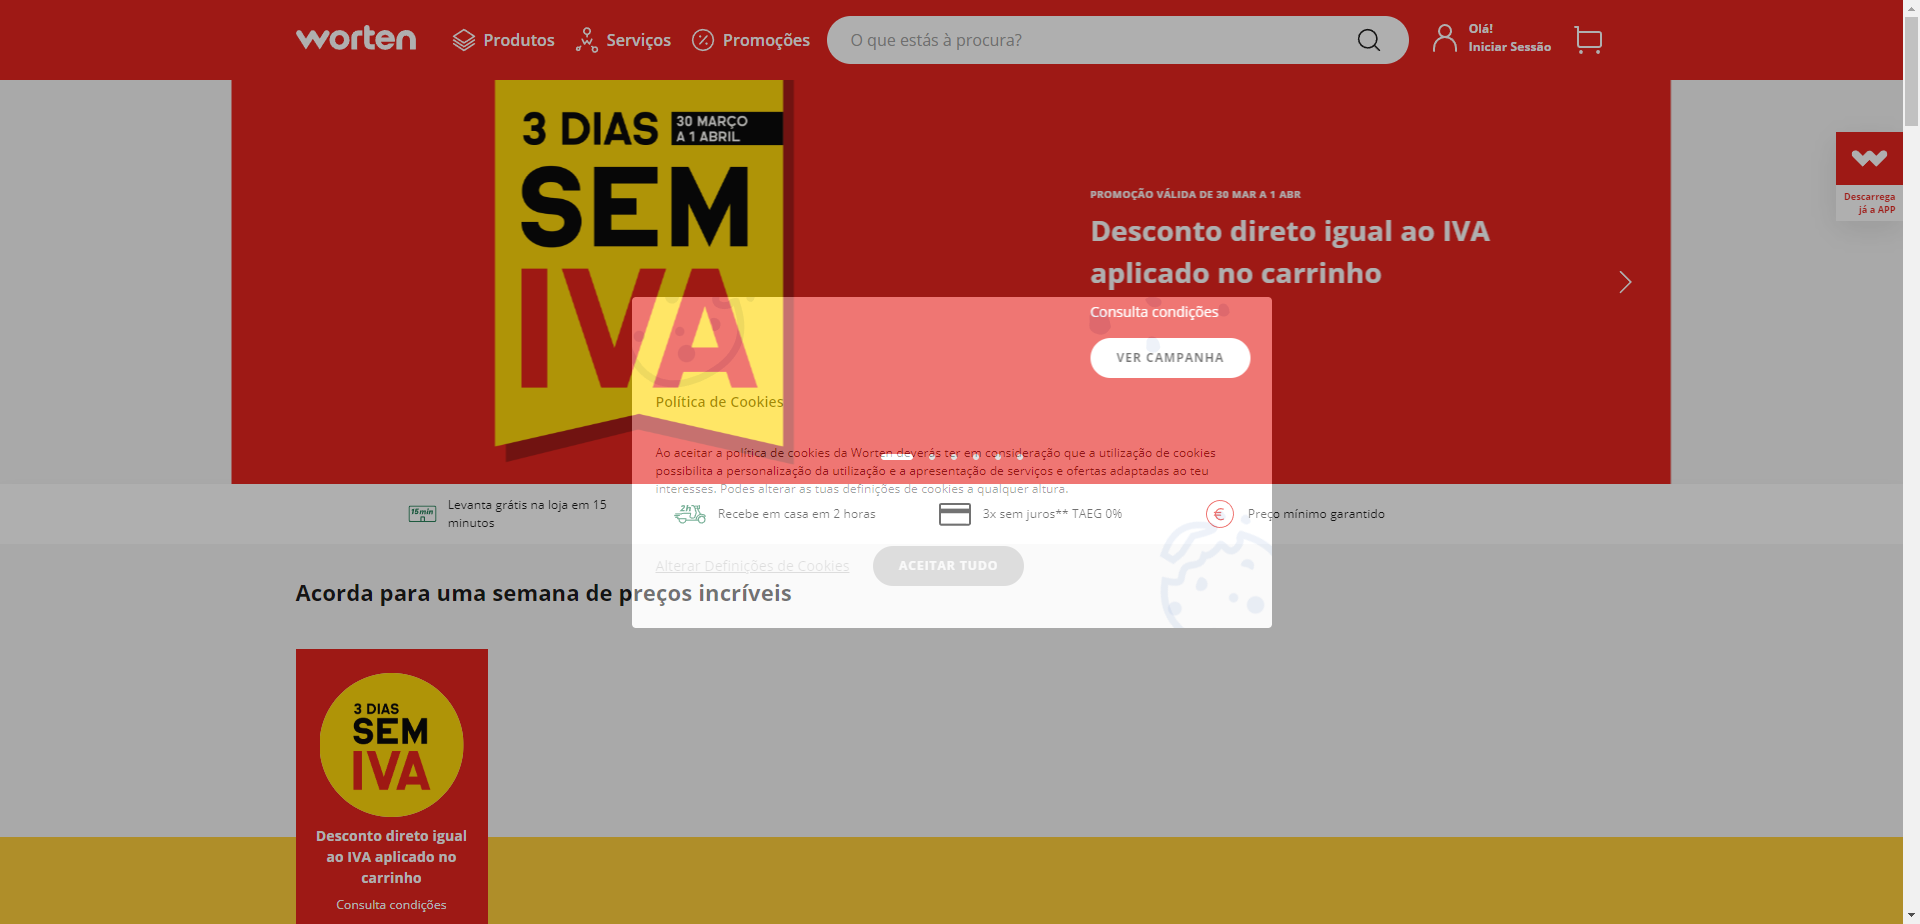 worten
Produtos
Serviços
Promoções
O que estás à procura?
Olá!
Iniciar Sessão
3 DIAS
30 MARÇO
A 1 ABRIL
SEM
IVA
PROMOÇÃO VÁLIDA DE 30 MAR A 1 ABR
Desconto direto igual ao IVA
aplicado no carrinho
Consulta condições
VER CAMPANHA
Descarrega
já a APP
Política de Cookies
Ao aceitar a política de cookies da Worten deverás ter em consideração que a utilização de cookies
possibilita a personalização da utilização e a apresentação de serviços e ofertas adaptadas ao teu
interesses. Podes alterar as tuas definições de cookies a qualquer altura.
Alterar Definições de Cookies
ACEITAR TUDO
15 min
Levanta grátis na loja em 15
minutos
2h
Recebe em casa em 2 horas
3x sem juros** TAEG 0%
€
Preço mínimo garantido
Acorda para uma semana de preços incríveis
3 DIAS
SEM
IVA
Desconto direto igual
ao IVA aplicado no
carrinho
Consulta condições